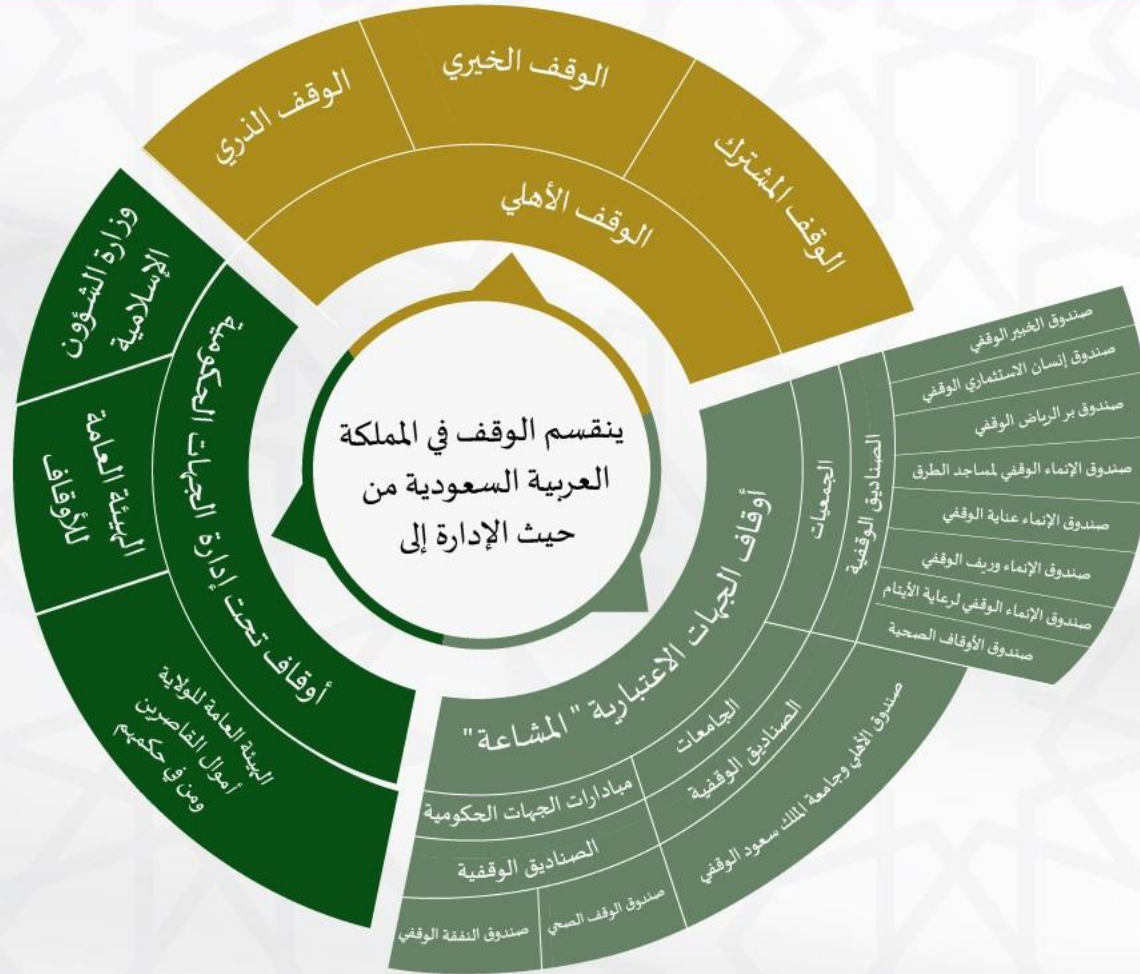 ينقسم الوقف في المملكة
العربية السعودية من
حيث الإدارة إلى
الوقف الأهلي
الوقف المشترك
الوقف الخيري
الوقف الذري
أوقاف الجهات الاعتبارية "المشاعة"
الجمعيات
الصناديق الوقفية
صندوق الخبير الوقفي
صندوق إنسان الاستثماري الوقفي
صندوق بر الرياض الوقفي
صندوق الإنماء الوقفي لمساجد الطرق
صندوق الإنماء عناية الوقفي
صندوق الإنماء وريف الوقفي
صندوق الإنماء الوقفي لرعاية الأيتام
صندوق الأوقاف الصحية
الجامعات
الصناديق الوقفية
صندوق الأهلي وجامعة الملك سعود الوقفي
مبادارات الجهات الحكومية
الصناديق الوقفية
صندوق الوقف الصحي
صندوق النفقة الوقفي
أوقاف تحت إدارة الجهات الحكومية
وزارة الشؤون
الإسلامية
الهيئة العامة
للأوقاف
الهيئة العامة للولاية
أموال القاصرين
ومن في حكمهم